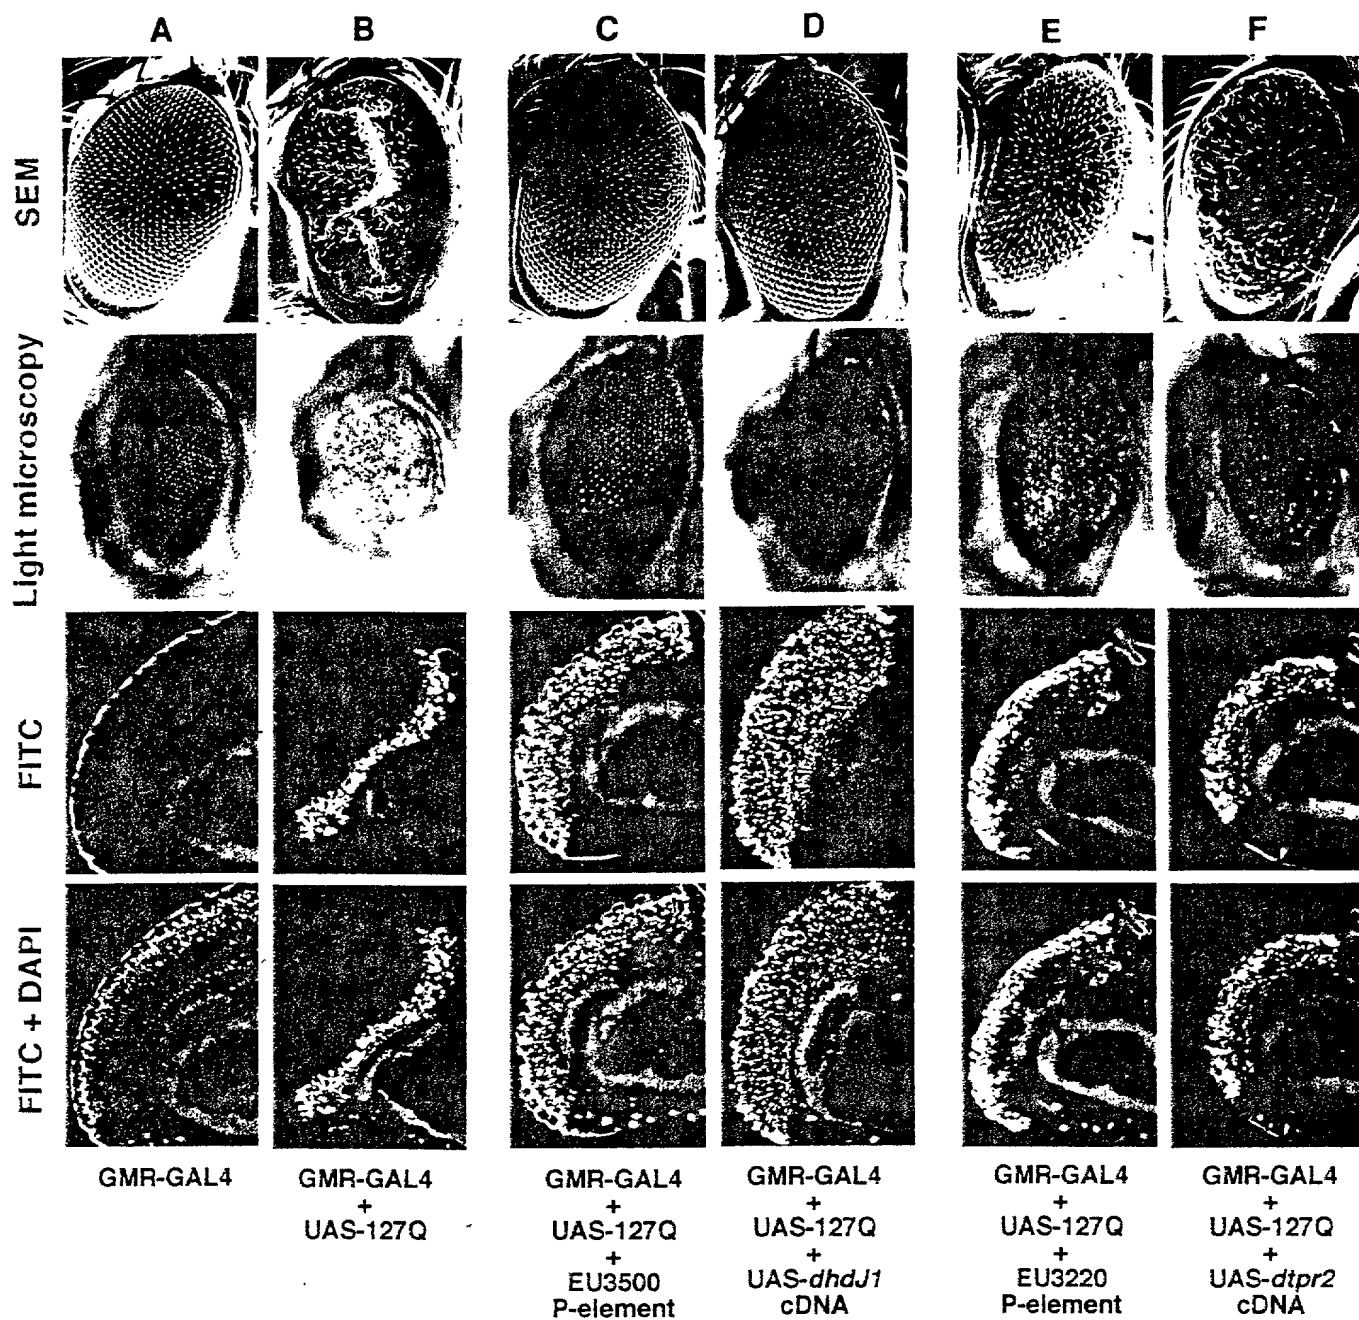 A B C D E F
SEM
Light microscopy
FITC
FITC + DAPI
GMR-GAL4
GMR-GAL4
+
UAS-127Q
GMR-GAL4
+
UAS-127Q
+
EU3500
P-element
GMR-GAL4
+
UAS-127Q
+
UAS-dhdJ1
cDNA
GMR-GAL4
+
UAS-127Q
+
EU3220
P-element
GMR-GAL4
+
UAS-127Q
+
UAS-dtpr2
cDNA